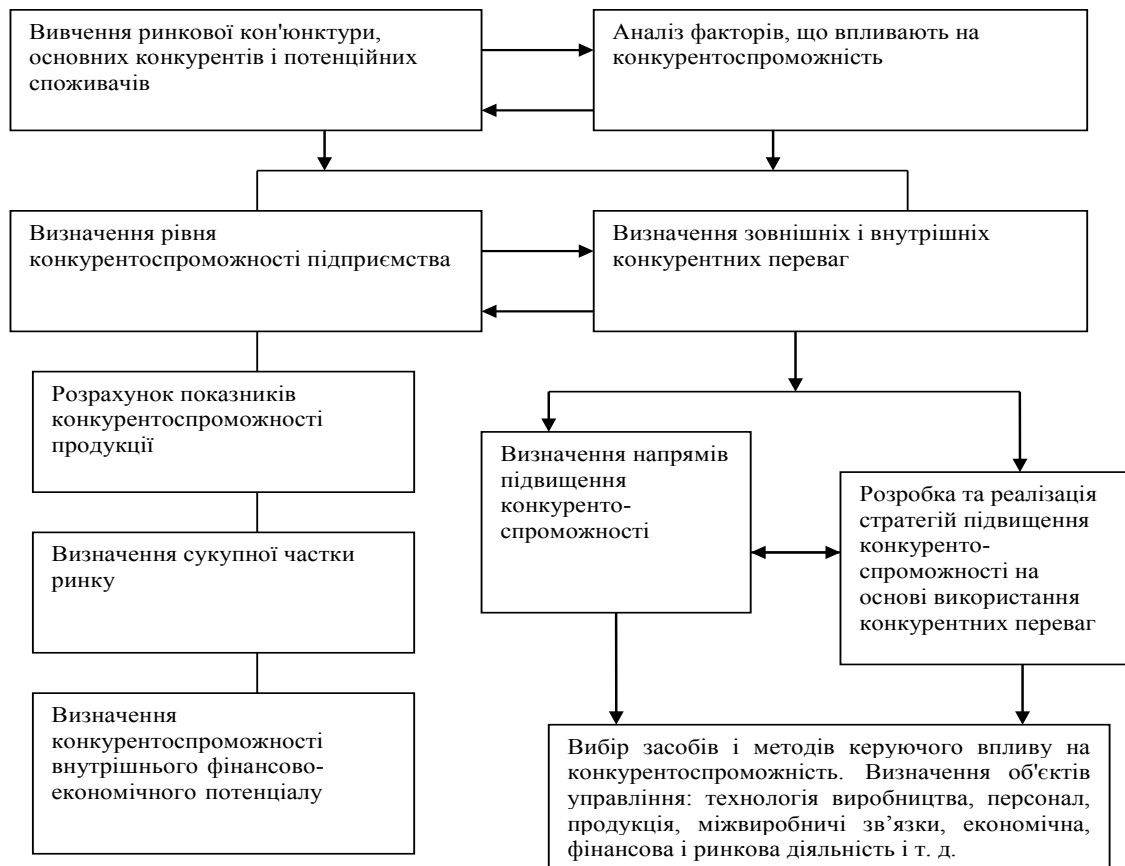 Вивчення ринкової кон'юнктури,
основних конкурентів і потенційних
споживачів
Аналіз факторів, що впливають на
конкурентоспроможність
Визначення рівня
конкурентоспроможності підприємства
Визначення зовнішніх і внутрішніх
конкурентних переваг
Розрахунок показників
конкурентоспроможності
продукції
Визначення напрямів
підвищення
конкуренто-
спроможності
Розробка та реалізація
стратегій підвищення
конкуренто-
спроможності на
основі використання
конкурентних переваг
Визначення сукупної частки
ринку
Визначення
конкурентоспроможності
внутрішнього фінансово-
економічного потенціалу
Вибір засобів і методів керуючого впливу на
конкурентоспроможність. Визначення об'єктів
управління: технологія виробництва, персонал,
продукція, міжвиробничі зв’язки, економічна,
фінансова і ринкова діяльність і т. д.